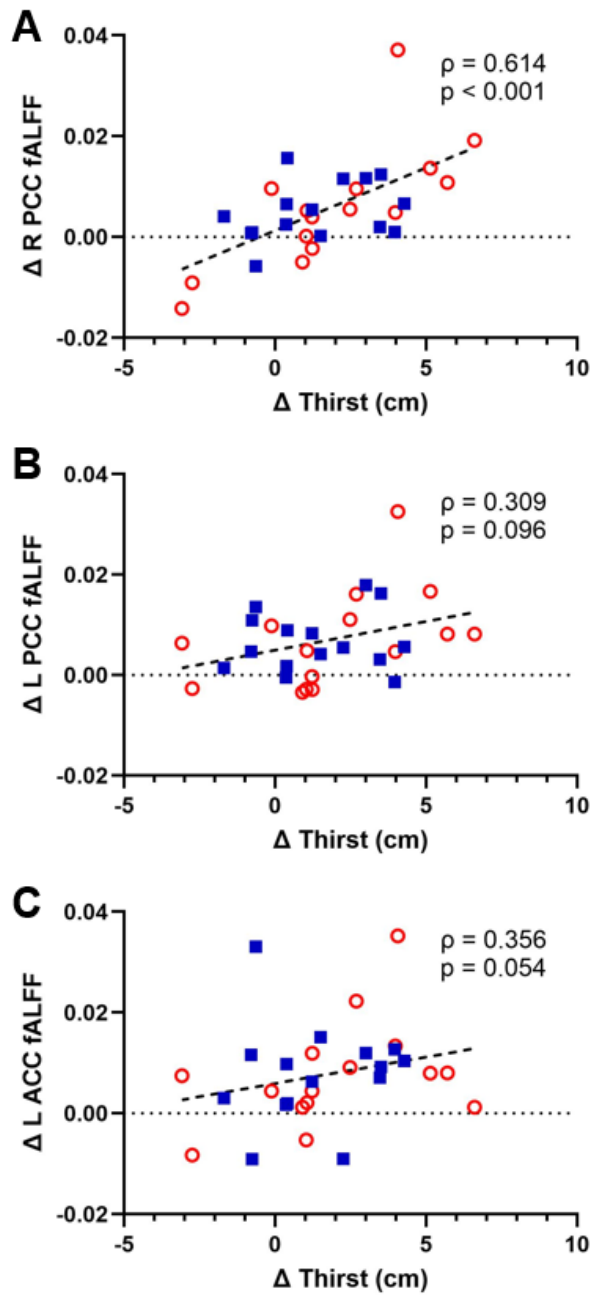 A
0.04
ρ = 0.614
p < 0.001
0.02
Δ R PCC fALFF
0.00
-0.02
-5
0
5
10
Δ Thirst (cm)
B
0.04
ρ = 0.309
p = 0.096
0.02
Δ L PCC fALFF
0.00
-0.02
-5
0
5
10
Δ Thirst (cm)
C
0.04
ρ = 0.356
p = 0.054
0.02
Δ L ACC fALFF
0.00
-0.02
-5
0
5
10
Δ Thirst (cm)